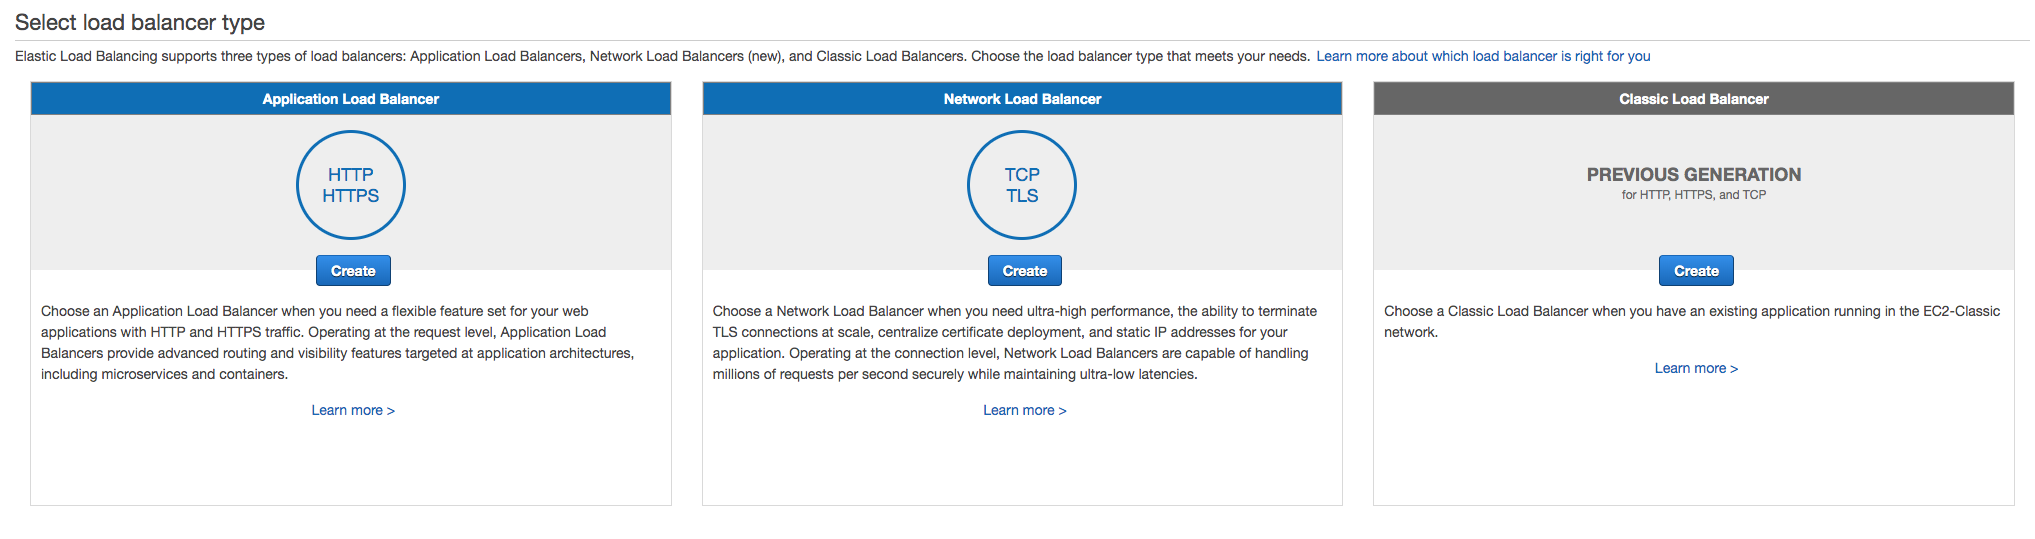 Select load balancer type
Elastic Load Balancing supports three types of load balancers: Application Load Balancers, Network Load Balancers (new), and Classic Load Balancers. Choose the load balancer type that meets your needs. Learn more about which load balancer is right for you
Application Load Balancer
HTTP
HTTPS
Create
Choose an Application Load Balancer when you need a flexible feature set for your web
applications with HTTP and HTTPS traffic. Operating at the request level, Application Load
Balancers provide advanced routing and visibility features targeted at application architectures,
including microservices and containers.
Learn more >
Network Load Balancer
TCP
TLS
Create
Choose a Network Load Balancer when you need ultra-high performance, the ability to terminate
TLS connections at scale, centralize certificate deployment, and static IP addresses for your
application. Operating at the connection level, Network Load Balancers are capable of handling
millions of requests per second securely while maintaining ultra-low latencies.
Learn more >
Classic Load Balancer
PREVIOUS GENERATION
for HTTP, HTTPS, and TCP
Create
Choose a Classic Load Balancer when you have an existing application running in the EC2-Classic
network.
Learn more >